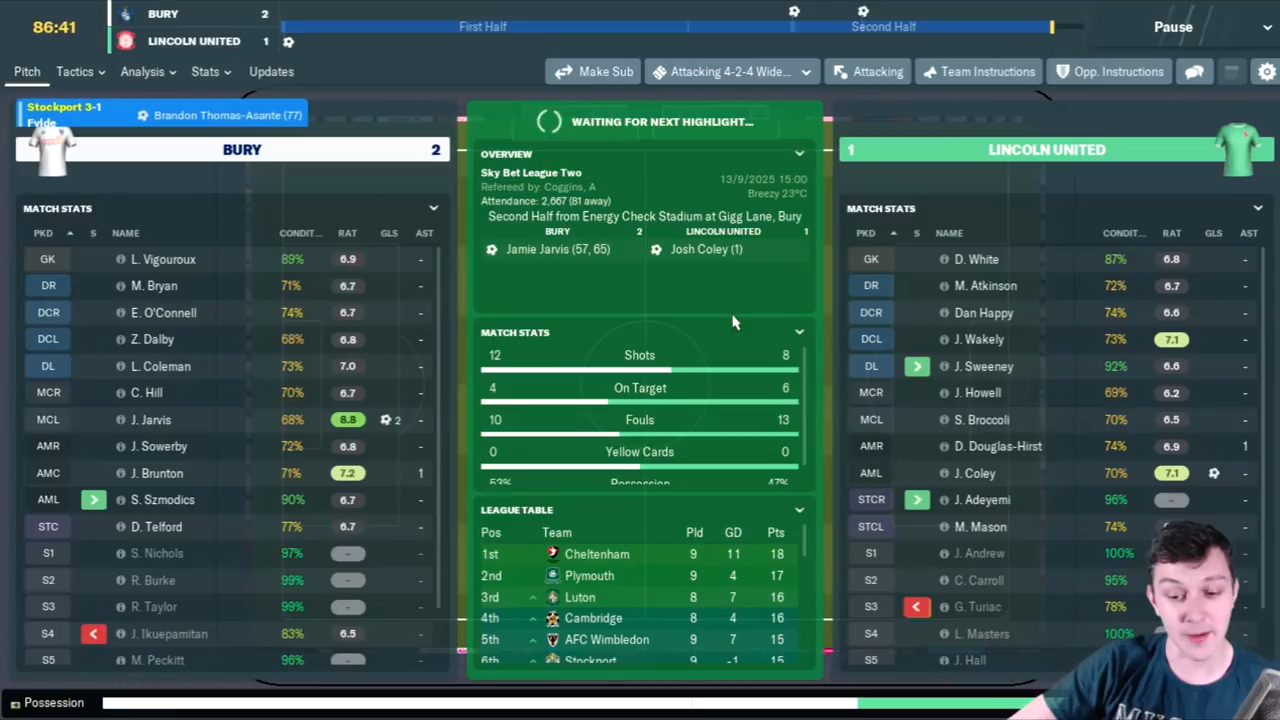 86:41
BURY 2
LINCOLN UNITED 1
First Half
Second Half
Pause
Pitch Tactics Analysis Stats Updates
Make Sub
Attacking 4-2-4 Wide...
Attacking
Team Instructions
Opp. Instructions
Stockport 3-1
Fylde
Brandon Thomas-Asante (77)
BURY 2
MATCH STATS
PKD S NAME CONDIT... RAT GLS AST
GK L. Vigouroux 89% 6.9 -
DR M. Bryan 71% 6.7 -
DCR E. O'Connell 74% 6.7 -
DCL Z. Dalby 68% 6.8 -
DL L. Coleman 73% 7.0 -
MCR C. Hill 70% 6.7 -
MCL J. Jarvis 68% 8.8 2 -
AMR J. Sowerby 72% 6.8 -
AMC J. Brunton 71% 7.2 1
AML S. Szmodics 90% 6.7 -
STC D. Telford 77% 6.7 -
S1 S. Nichols 97% - -
S2 R. Burke 99% - -
S3 R. Taylor 99% - -
S4 J. Ikuepamitan 83% 6.5 -
S5 M. Peckitt 96% - -
WAITING FOR NEXT HIGHLIGHT...
OVERVIEW
Sky Bet League Two
13/9/2025 15:00
Refereed by: Coggins, A
Breezy 23°C
Attendance: 2,667 (81 away)
Second Half from Energy Check Stadium at Gigg Lane, Bury
BURY 2 LINCOLN UNITED 1
Jamie Jarvis (57, 65) Josh Coley (1)
MATCH STATS
12 Shots 8
4 On Target 6
10 Fouls 13
0 Yellow Cards 0
53% Possession 47%
LEAGUE TABLE
Pos Team Pld GD Pts
1st Cheltenham 9 11 18
2nd Plymouth 9 4 17
3rd Luton 8 7 16
4th Cambridge 8 4 16
5th AFC Wimbledon 9 7 15
6th Stockport 9 -1 15
1 LINCOLN UNITED
MATCH STATS
PKD S NAME CONDIT... RAT GLS AST
GK D. White 87% 6.8 -
DR M. Atkinson 72% 6.7 -
DCR Dan Happy 74% 6.6 -
DCL J. Wakely 73% 7.1 -
DL J. Sweeney 92% 6.6 -
MCR J. Howell 69% 6.2 -
MCL S. Broccoli 70% 6.5 -
AMR D. Douglas-Hirst 74% 6.9 1
AML J. Coley 70% 7.1 -
STCR J. Adeyemi 96% - -
STCL M. Mason 74%
S1 J. Andrew 100%
S2 C. Carroll 95%
S3 G. Turiac 78%
S4 L. Masters 100%
S5 J. Hall
Possession